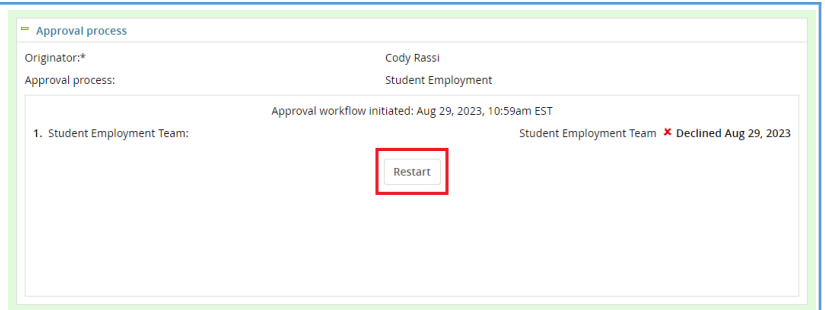 Approval process
Originator:* Cody Rassi
Approval process: Student Employment
Approval workflow initiated: Aug 29, 2023, 10:59am EST
1. Student Employment Team: Student Employment Team ✘ Declined Aug 29, 2023
Restart